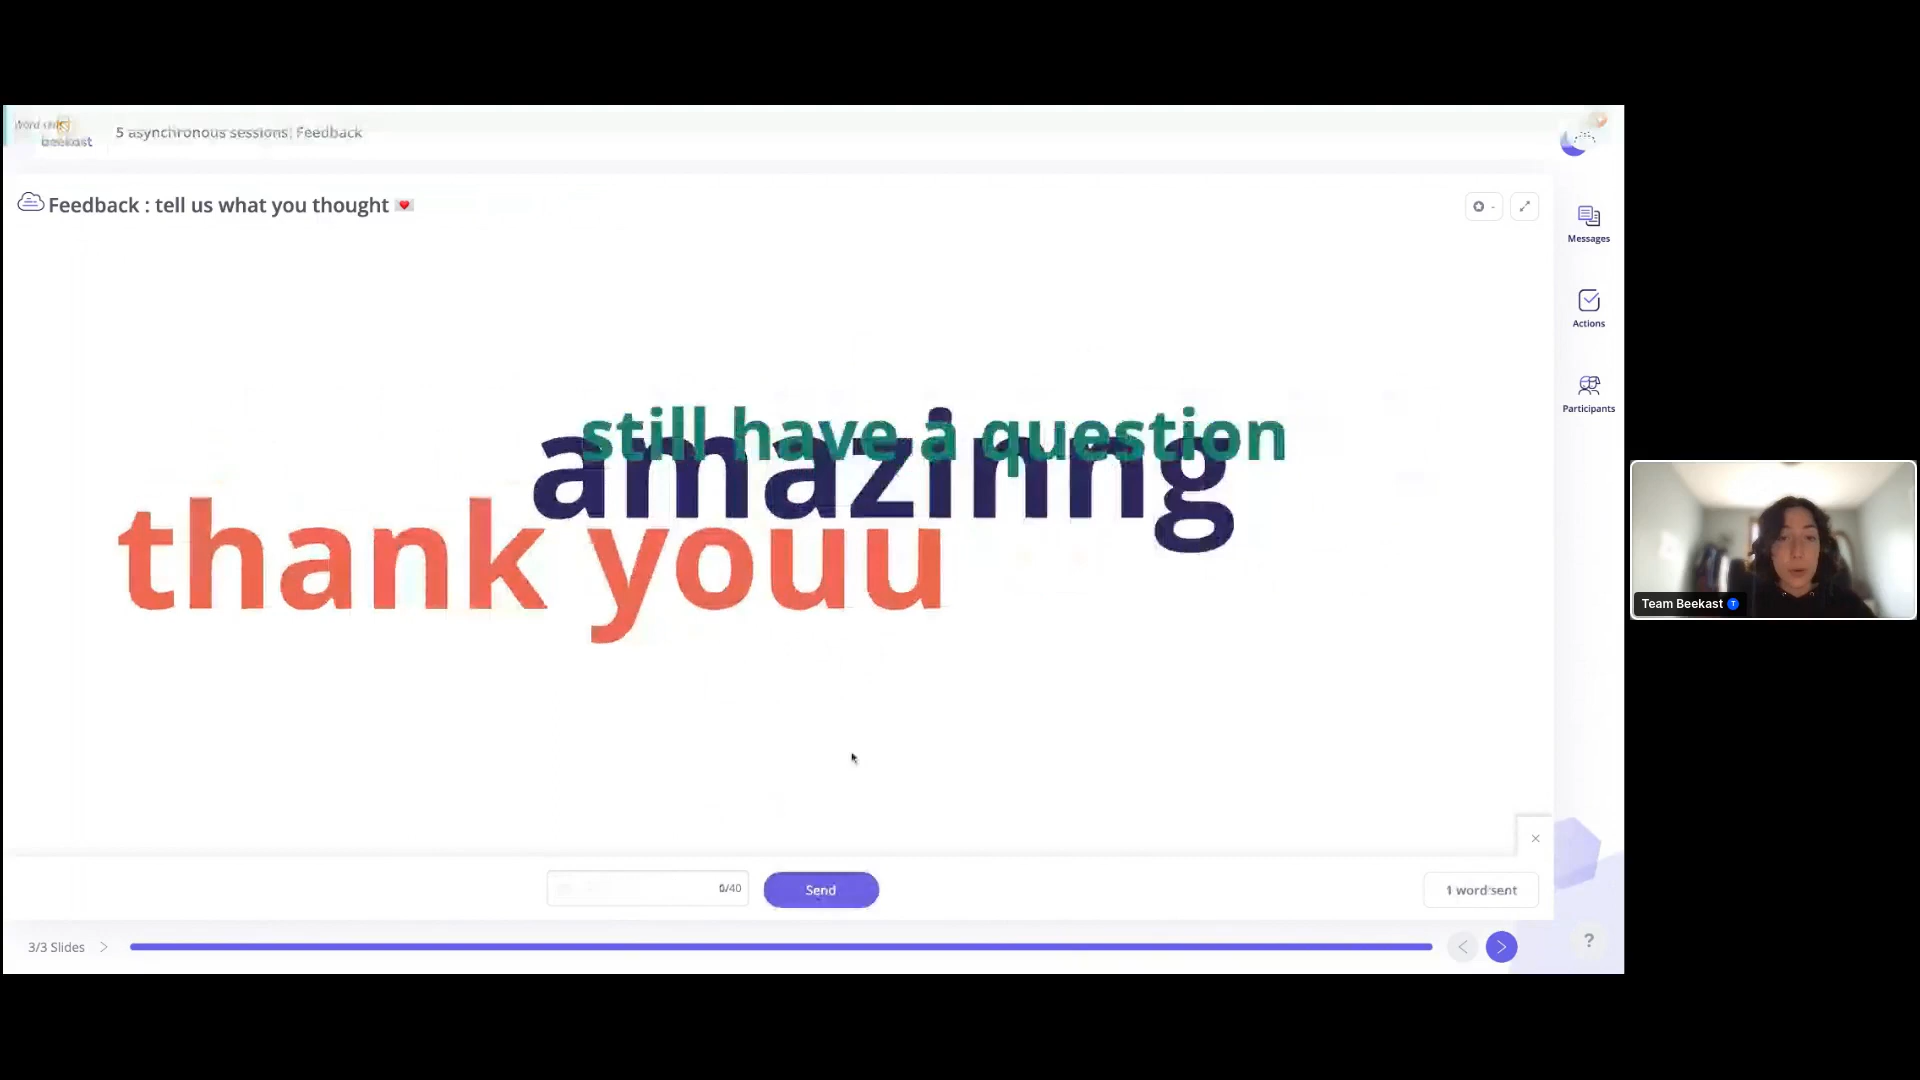 beekast
5 asynchronous sessions: Feedback
Feedback : tell us what you thought
Messages
Actions
Participants
still have a question
amazinng
thank youu
Team Beekast
T
/40
Send
1 word sent
3/3 Slides
?